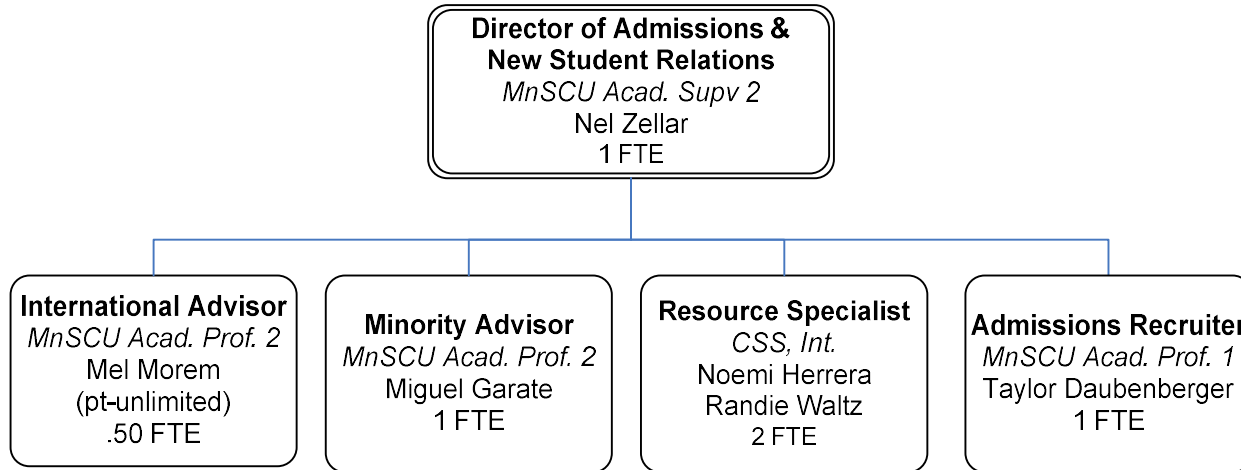 Director of Admissions &
New Student Relations
MnSCU Acad. Supv 2
Nel Zellar
1 FTE
International Advisor
MnSCU Acad. Prof. 2
Mel Morem
(pt-unlimited)
.50 FTE
Minority Advisor
MnSCU Acad. Prof. 2
Miguel Garate
1 FTE
Resource Specialist
CSS, Int.
Noemi Herrera
Randie Waltz
2 FTE
Admissions Recruiter
MnSCU Acad. Prof. 1
Taylor Daubenberger
1 FTE